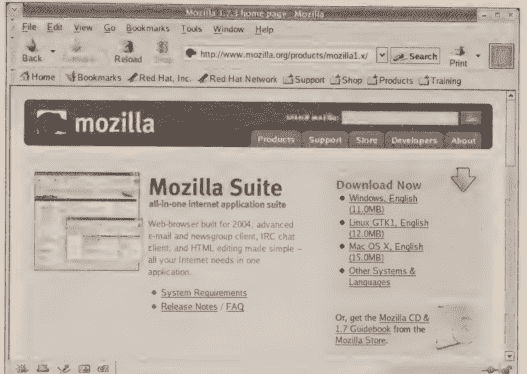 Mozilla 1.7.3 home page - Mozilla
File Edit View Go Bookmarks Tools Window Help
http://www.mozilla.org/products/mozilla1.x/ Search
Back Reload Print
Home Bookmarks Red Hat, Inc. Red Hat Network Support Shop Products Training
mozilla
Products Support Store Developers About
Mozilla Suite
all-in-one internet application suite
Web-browser built for 2004, advanced
e-mail and newsgroup client, IRC chat
client, and HTML editing made simple –
all your Internet needs in one
application.
System Requirements
Release Notes / FAQ
Download Now
Windows, English
(11.0MB)
Linux GTK1, English
(12.0MB)
Mac OS X, English
(15.0MB)
Other Systems &
Languages
Or, get the Mozilla CD &
1.7 Guidebook from the
Mozilla Store.